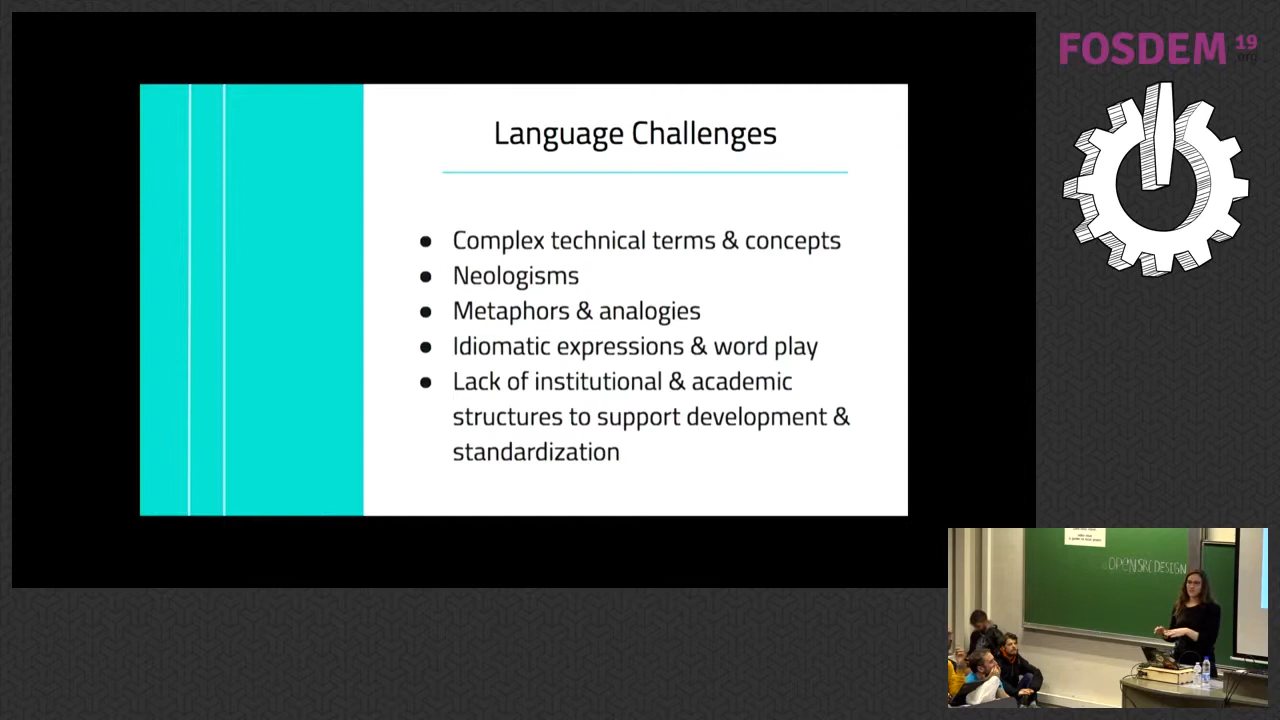 FOSDEM 19
.org
Language Challenges
● Complex technical terms & concepts
● Neologisms
● Metaphors & analogies
● Idiomatic expressions & word play
● Lack of institutional & academic
structures to support development &
standardization
OPEN SRC DESIGN